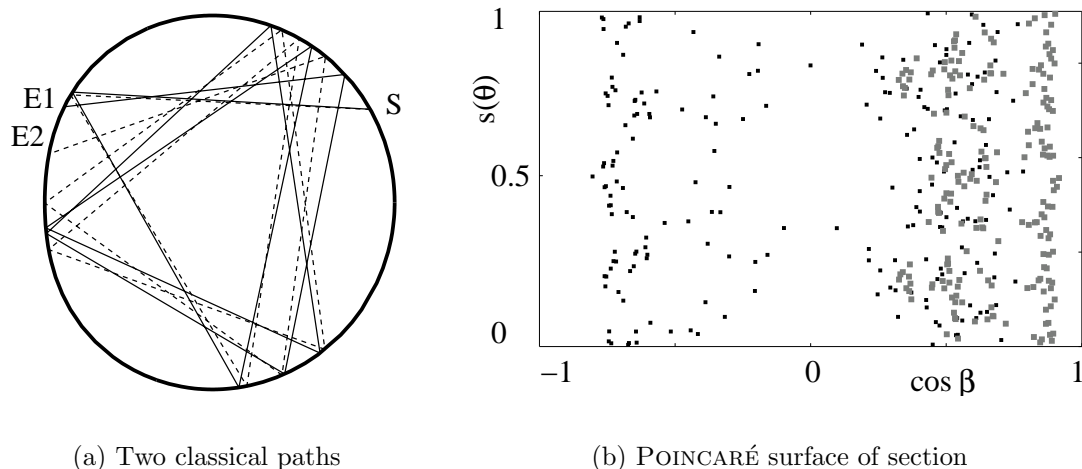 E1
E2
S
1
s(θ)
0.5
0
−1
0
cos β
1
(a) Two classical paths
(b) POINCARÉ surface of section